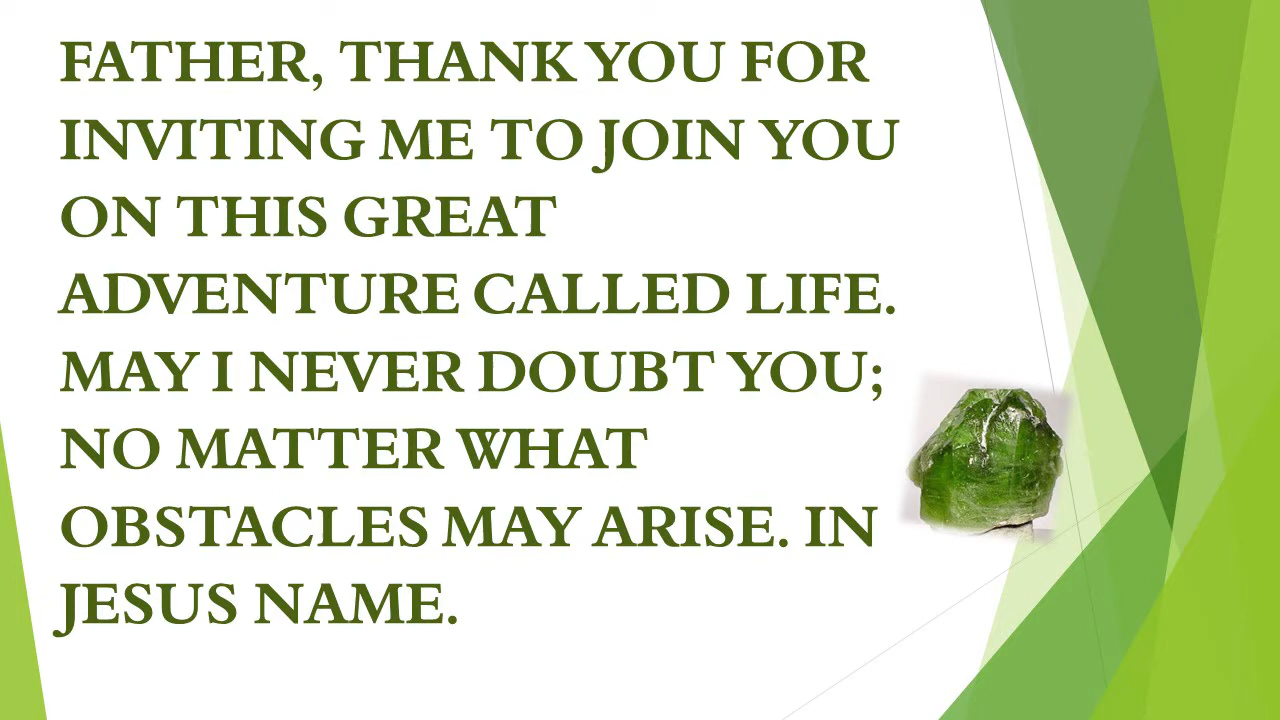 FATHER, THANK YOU FOR
INVITING ME TO JOIN YOU
ON THIS GREAT
ADVENTURE CALLED LIFE.
MAY I NEVER DOUBT YOU;
NO MATTER WHAT
OBSTACLES MAY ARISE. IN
JESUS NAME.